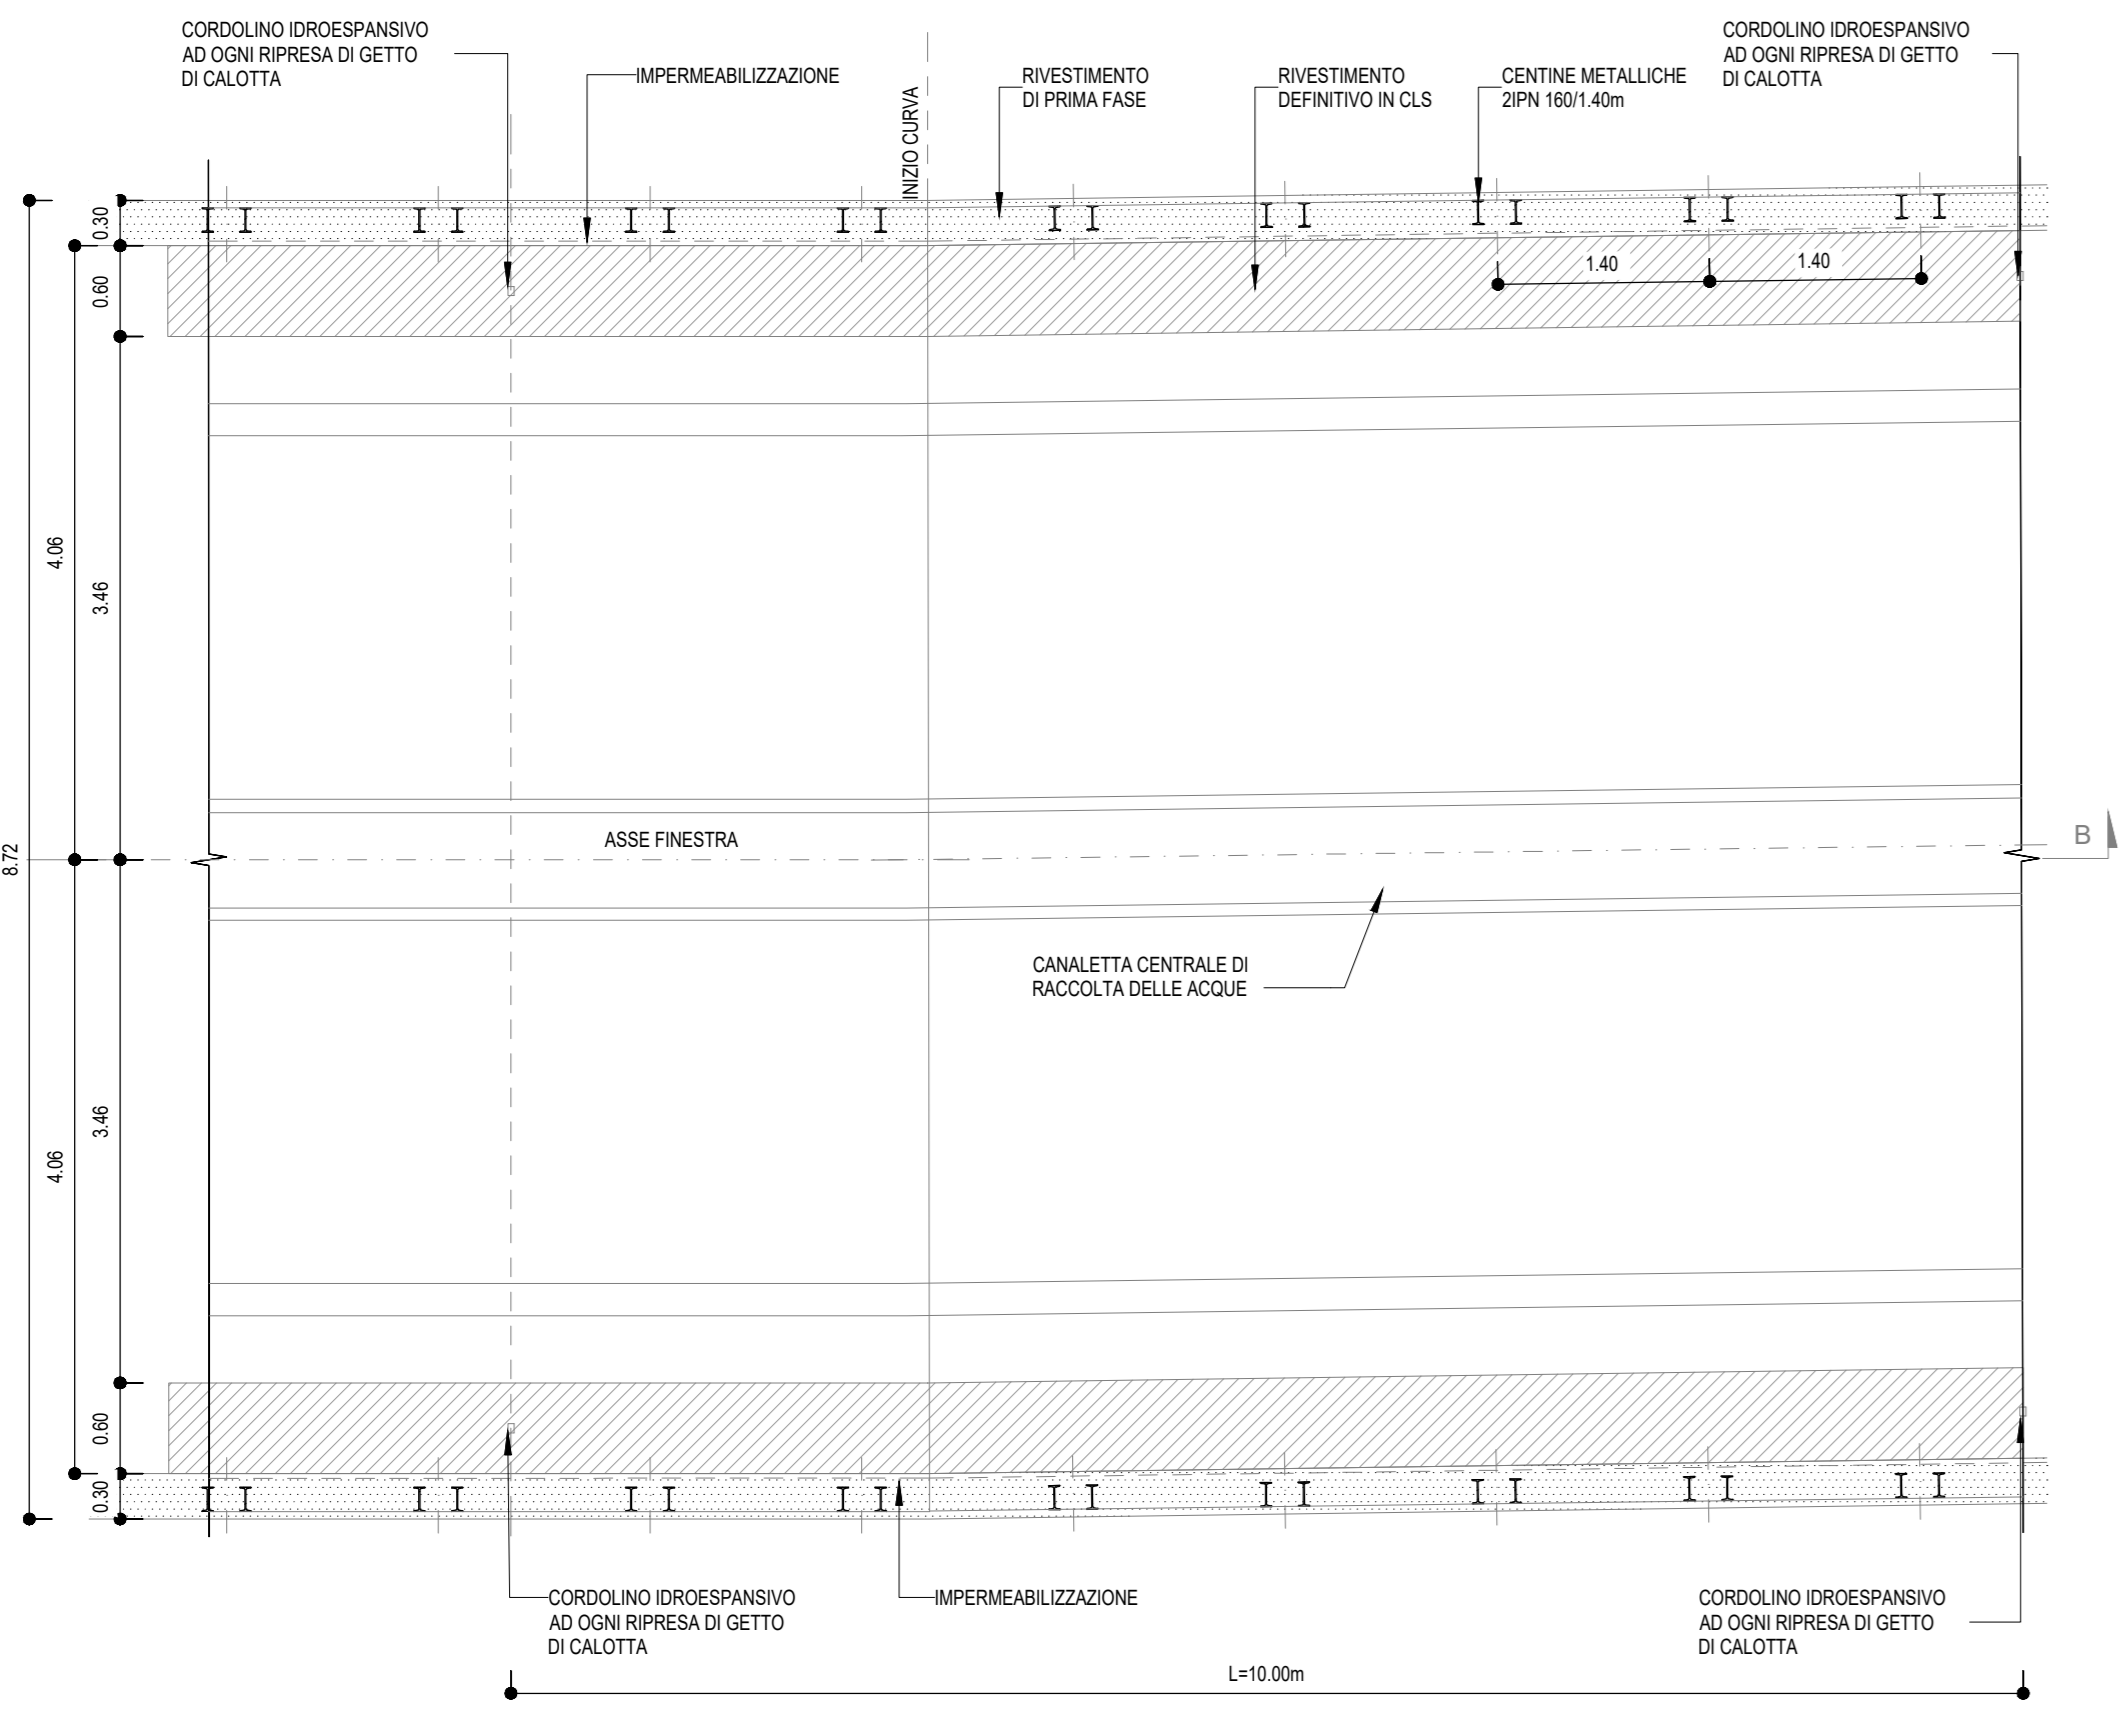 CORDOLINO IDROESPANSIVO
AD OGNI RIPRESA DI GETTO
DI CALOTTA
IMPERMEABILIZZAZIONE
INIZIO CURVA
RIVESTIMENTO
DI PRIMA FASE
RIVESTIMENTO
DEFINITIVO IN CLS
CENTINE METALLICHE
2IPN 160/1.40m
CORDOLINO IDROESPANSIVO
AD OGNI RIPRESA DI GETTO
DI CALOTTA
0.30
0.60
1.40
1.40
4.06
3.46
8.72
ASSE FINESTRA
B
CANALETTA CENTRALE DI
RACCOLTA DELLE ACQUE
3.46
4.06
0.60
0.30
CORDOLINO IDROESPANSIVO
AD OGNI RIPRESA DI GETTO
DI CALOTTA
IMPERMEABILIZZAZIONE
CORDOLINO IDROESPANSIVO
AD OGNI RIPRESA DI GETTO
DI CALOTTA
L=10.00m